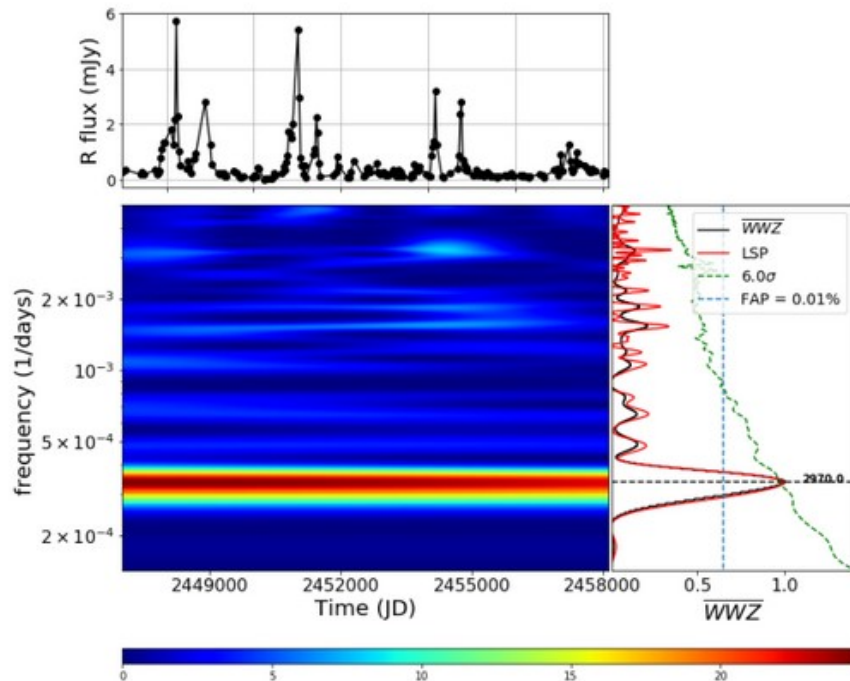 6
4
2
0
R flux (mJy)
WWZ
LSP
6.0σ
FAP = 0.01%
2×10⁻³
10⁻³
5×10⁻⁴
2×10⁻⁴
frequency (1/days)
2970.0
2449000 2452000 2455000 2458000 0.5 1.0
Time (JD) WWZ
0 5 10 15 20